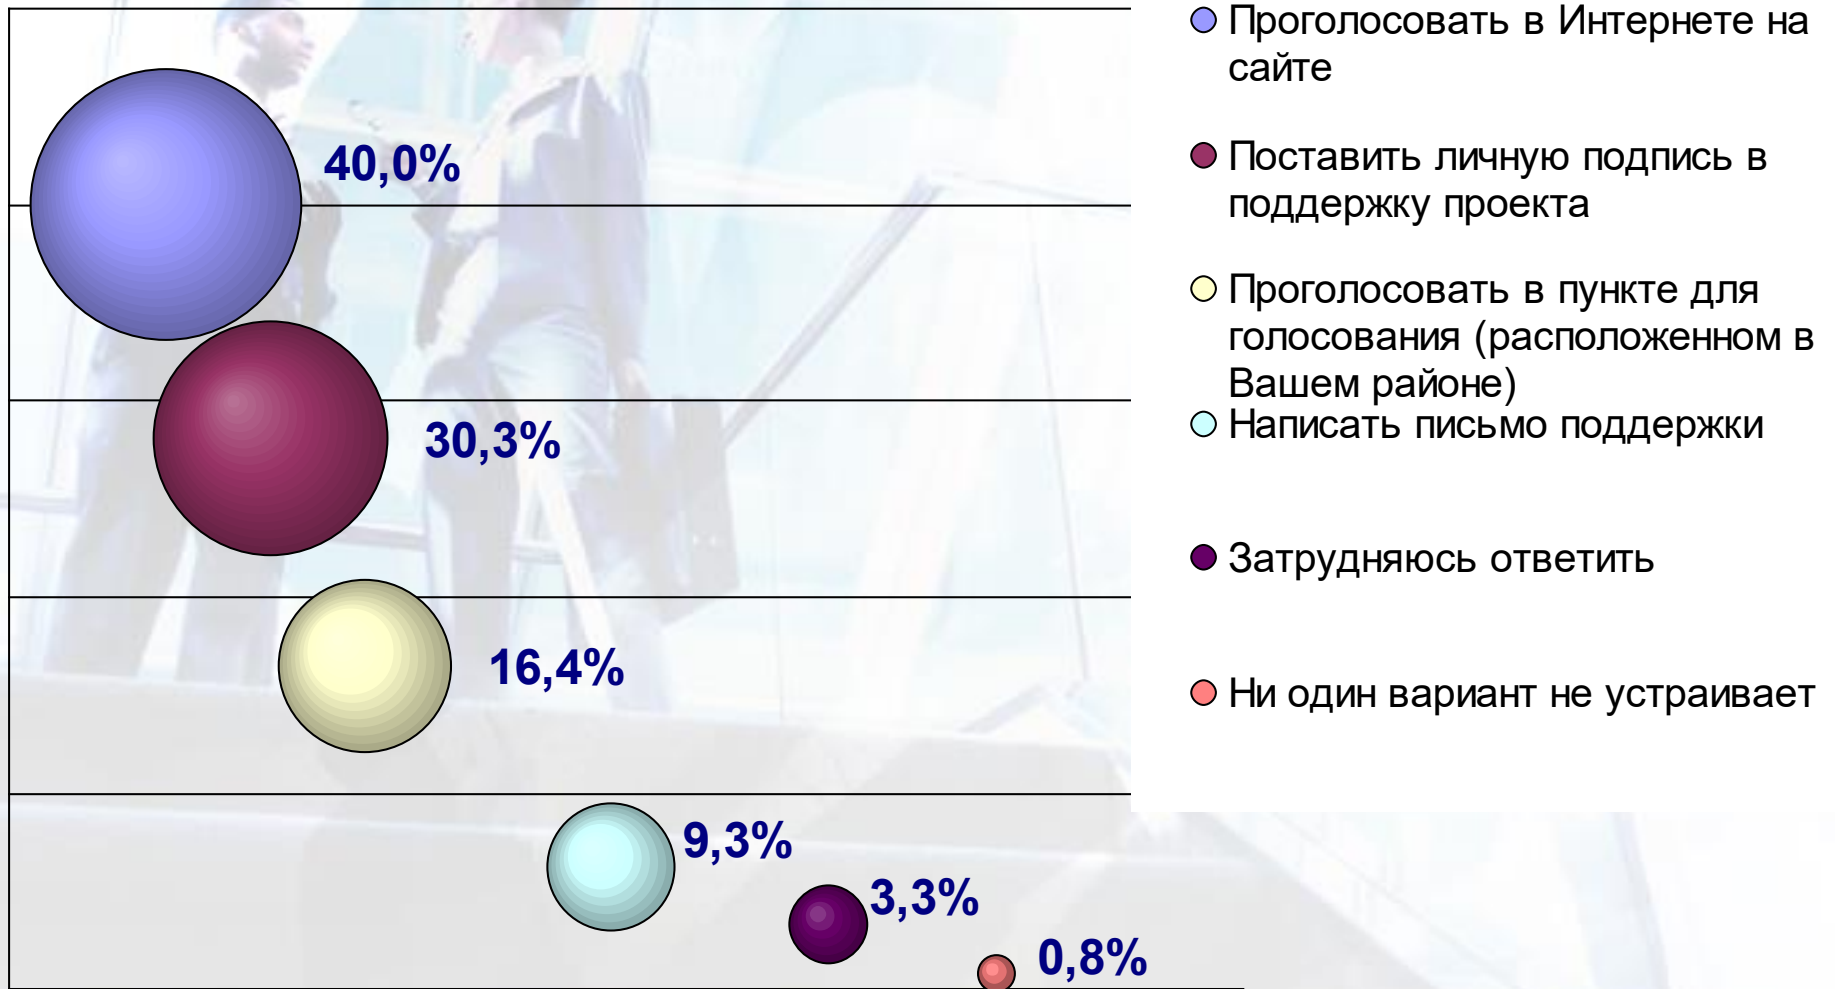 40,0%
30,3%
16,4%
9,3%
3,3%
0,8%
Проголосовать в Интернете на
сайте
Поставить личную подпись в
поддержку проекта
Проголосовать в пункте для
голосования (расположенном в
Вашем районе)
Написать письмо поддержки
Затрудняюсь ответить
Ни один вариант не устраивает